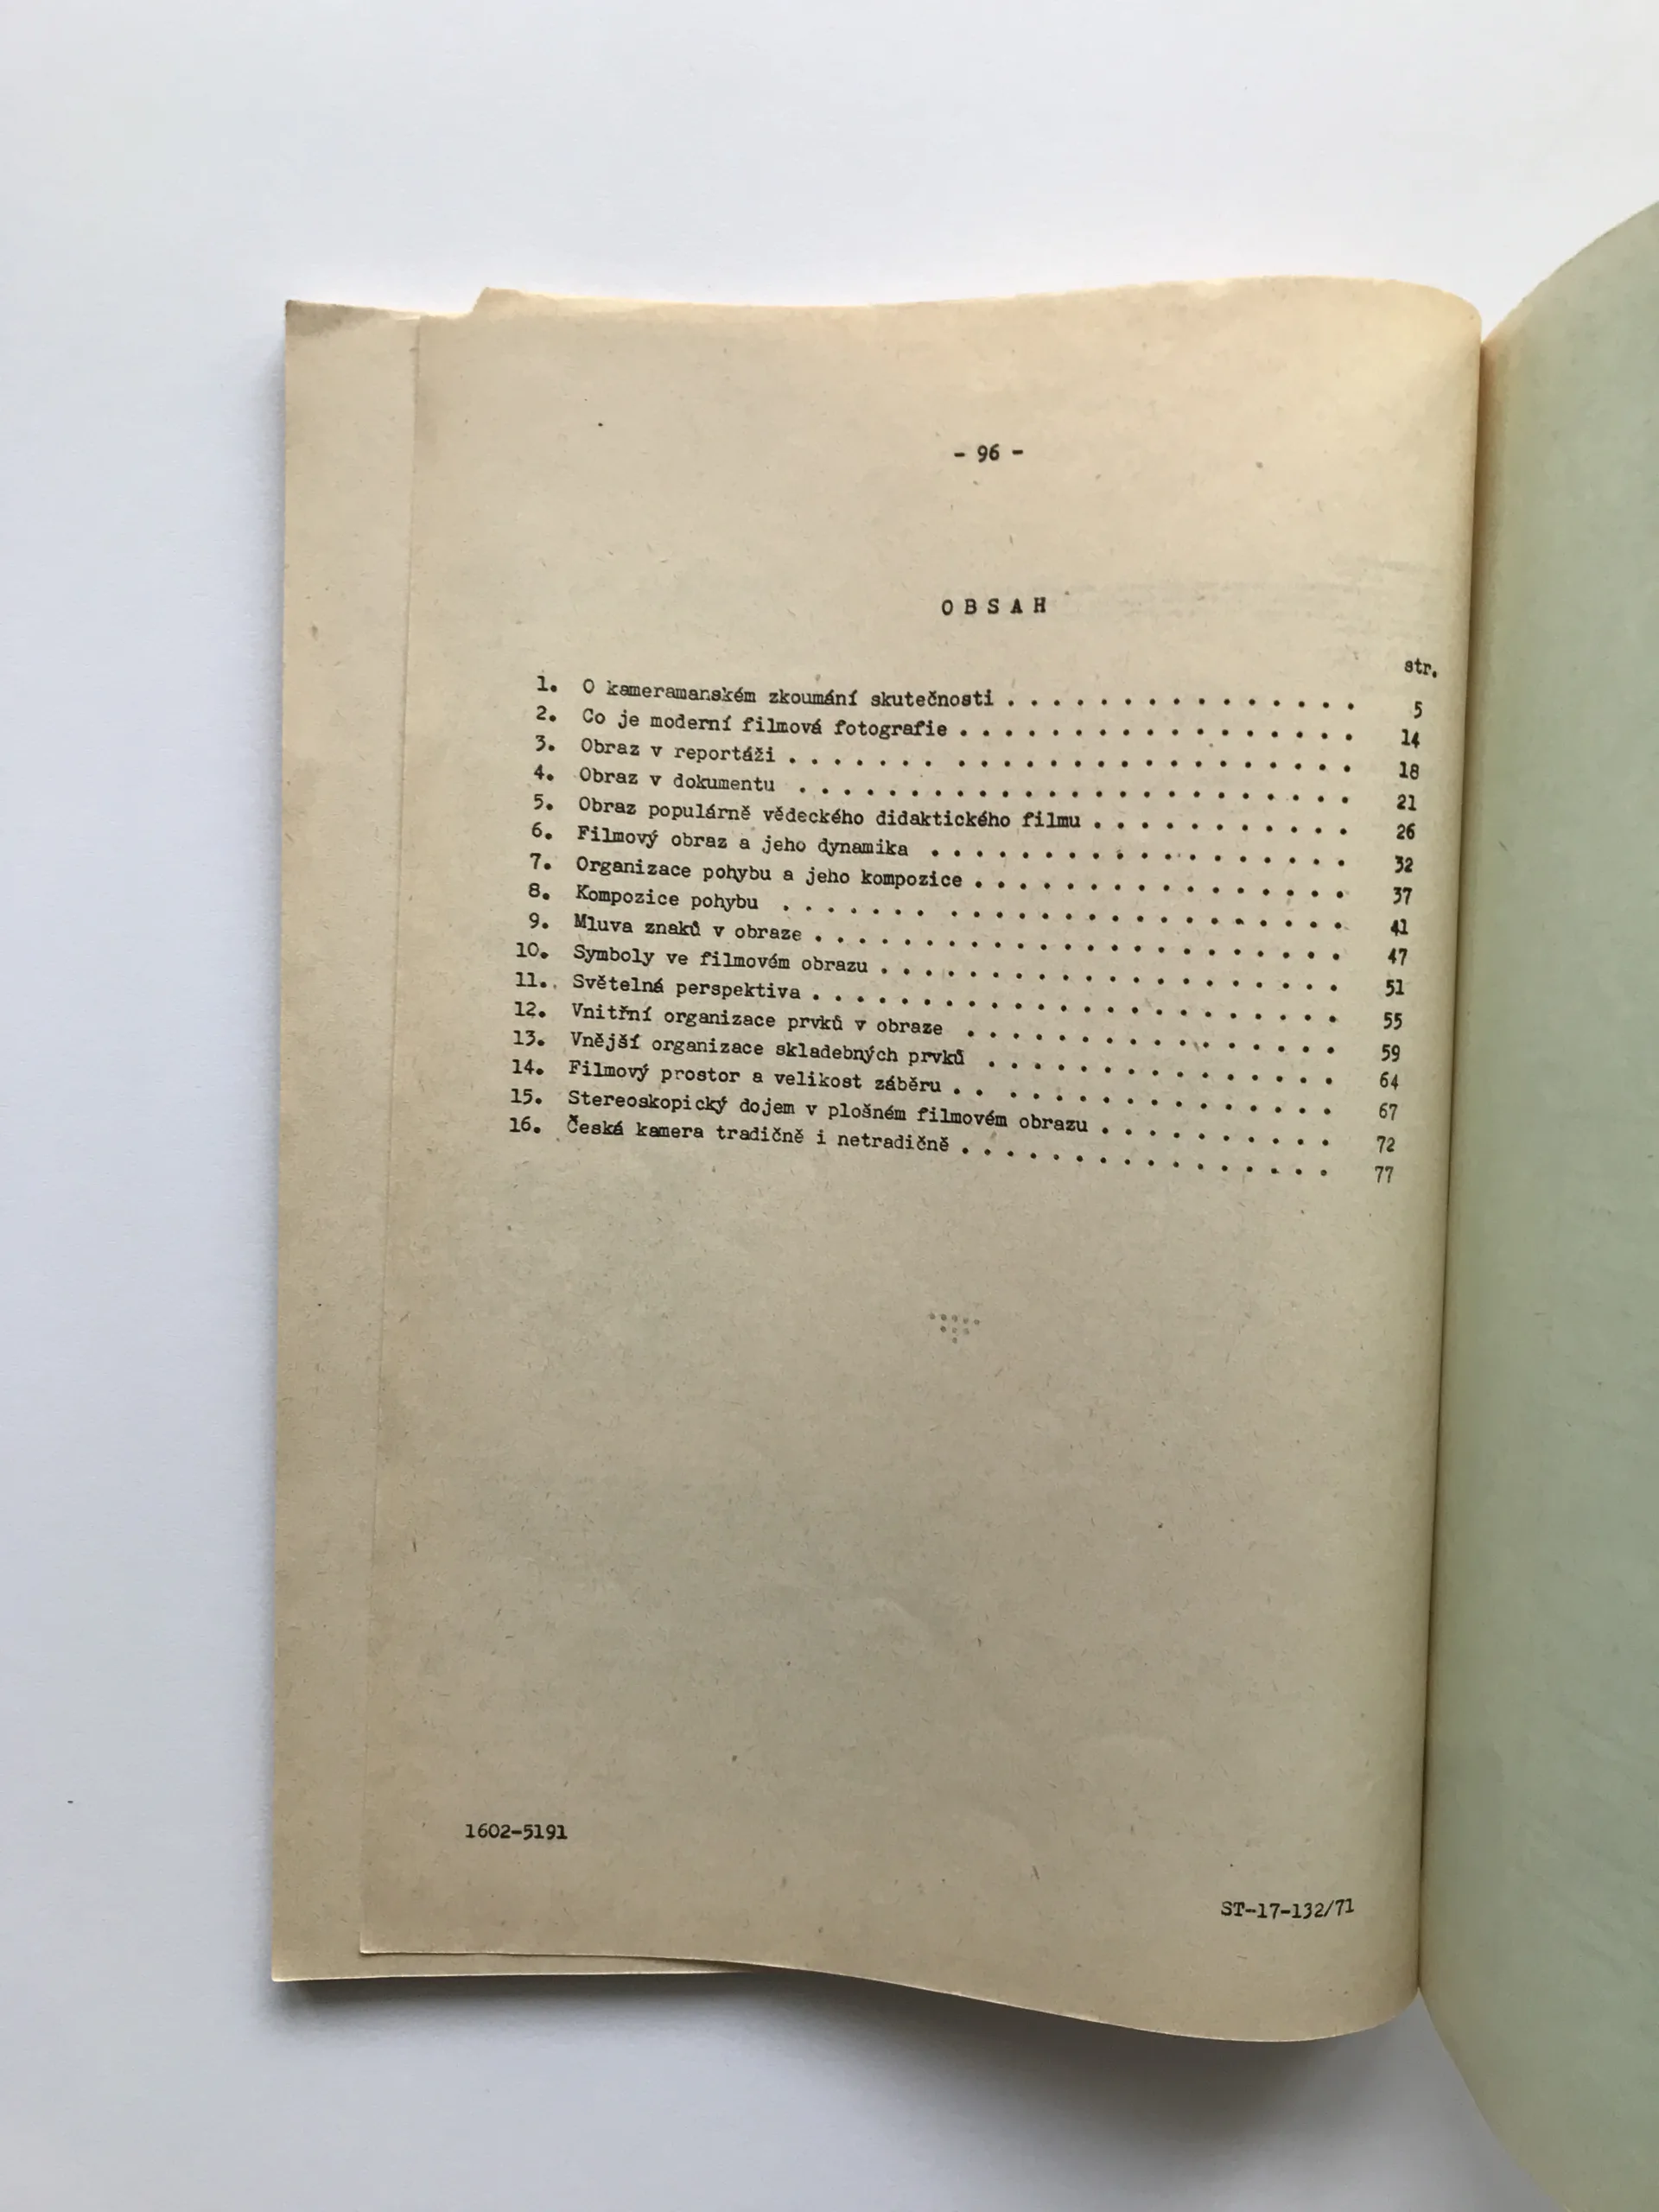 - 96 -
O B S A H
str.
1. O kameramanském zkoumání skutečnosti . . . . . . . . . . . . . . . 5
2. Co je moderní filmová fotografie . . . . . . . . . . . . . . . . . 14
3. Obraz v reportáži . . . . . . . . . . . . . . . . . . . . . . . . 18
4. Obraz v dokumentu . . . . . . . . . . . . . . . . . . . . . . . . 21
5. Obraz populárně vědeckého didaktického filmu . . . . . . . . . . . 26
6. Filmový obraz a jeho dynamika . . . . . . . . . . . . . . . . . . 32
7. Organizace pohybu a jeho kompozice . . . . . . . . . . . . . . . . 37
8. Kompozice pohybu . . . . . . . . . . . . . . . . . . . . . . . . 41
9. Mluva znaků v obraze . . . . . . . . . . . . . . . . . . . . . . . 47
10. Symboly ve filmovém obrazu . . . . . . . . . . . . . . . . . . . . 51
11. Světelná perspektiva . . . . . . . . . . . . . . . . . . . . . . . 55
12. Vnitřní organizace prvků v obraze . . . . . . . . . . . . . . . . 59
13. Vnější organizace skladebných prvků . . . . . . . . . . . . . . . 64
14. Filmový prostor a velikost záběru . . . . . . . . . . . . . . . . 67
15. Stereoskopický dojem v plošném filmovém obrazu . . . . . . . . . . 72
16. Česká kamera tradičně i netradičně . . . . . . . . . . . . . . . . 77
1602-5191
ST-17-132/71